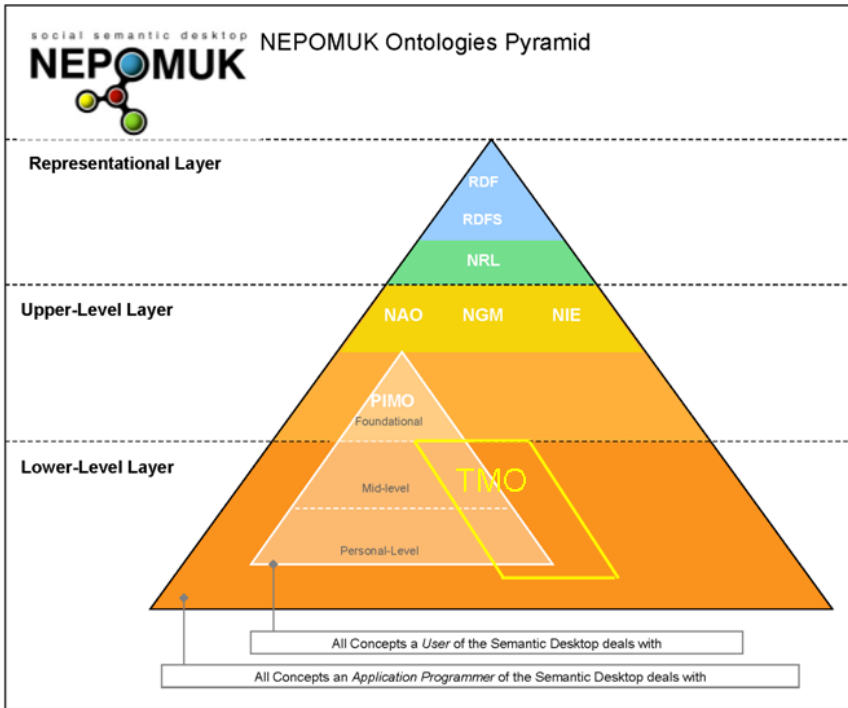 social semantic desktop
NEPOMUK
NEPOMUK Ontologies Pyramid
Representational Layer
RDF
RDFS
NRL
Upper-Level Layer
NAO NGM NIE
PIMO
Foundational
Lower-Level Layer
TMO
Mid-level
Personal-Level
All Concepts a User of the Semantic Desktop deals with
All Concepts an Application Programmer of the Semantic Desktop deals with